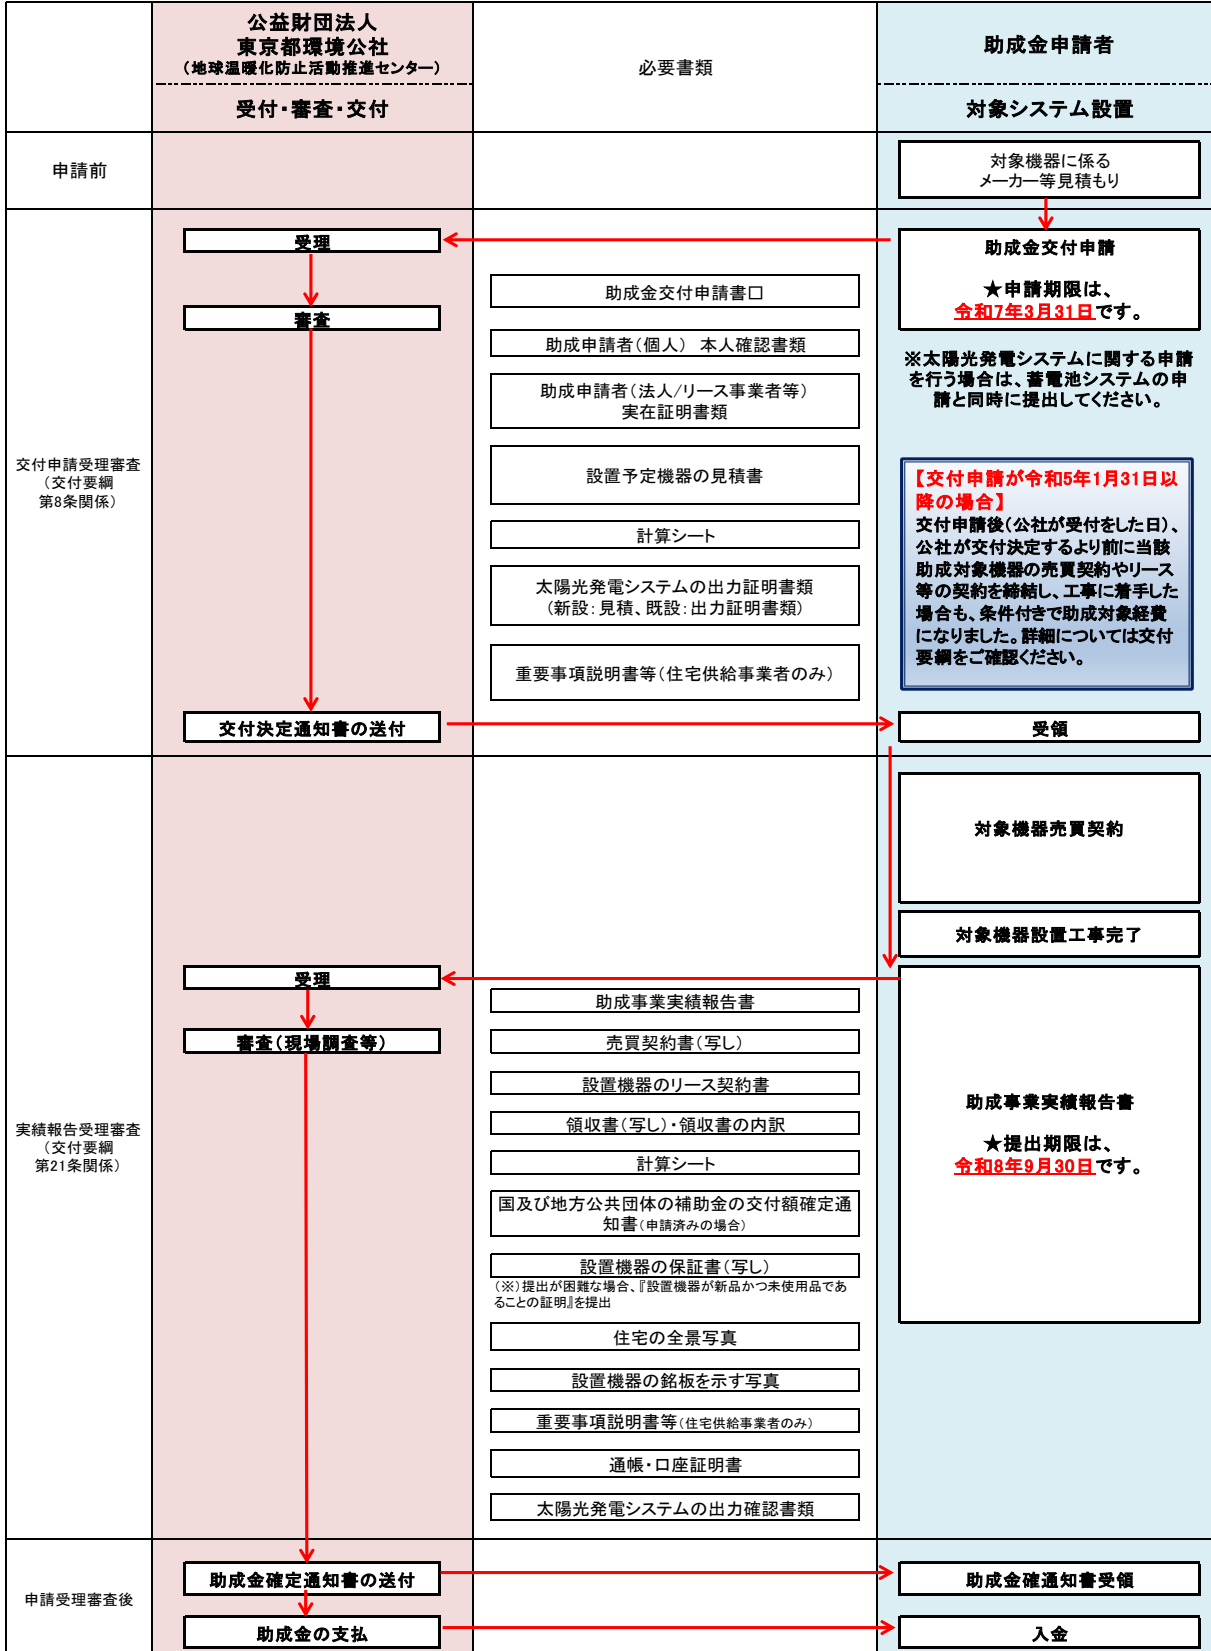 公益財団法人
東京都環境公社
（地球温暖化防止活動推進センター）
受付・審査・交付
必要書類
助成金申請者
対象システム設置
申請前
対象機器に係る
メーカー等見積もり
交付申請受理審査
（交付要綱
第8条関係）
受理
審査
助成金交付申請書□
助成申請者（個人）　本人確認書類
助成申請者（法人/リース事業者等）
実在証明書類
設置予定機器の見積書
計算シート
太陽光発電システムの出力証明書類
（新設：見積、既設：出力証明書類）
重要事項説明書等（住宅供給事業者のみ）
助成金交付申請
★申請期限は、
令和7年3月31日です。
※太陽光発電システムに関する申請
を行う場合は、蓄電池システムの申
請と同時に提出してください。
【交付申請が令和5年1月31日以
降の場合】
交付申請後（公社が受付をした日）、
公社が交付決定するより前に当該
助成対象機器の売買契約やリース
等の契約を締結し、工事に着手した
場合も、条件付きで助成対象経費
になりました。詳細については交付
要綱をご確認ください。
交付決定通知書の送付
受領
実績報告受理審査
（交付要綱
第21条関係）
対象機器売買契約
対象機器設置工事完了
受理
審査（現場調査等）
助成事業実績報告書
売買契約書（写し）
設置機器のリース契約書
領収書（写し）・領収書の内訳
計算シート
国及び地方公共団体の補助金の交付額確定通
知書（申請済みの場合）
設置機器の保証書（写し）
（※）提出が困難な場合、『設置機器が新品かつ未使用品であ
ることの証明』を提出
住宅の全景写真
設置機器の銘板を示す写真
重要事項説明書等（住宅供給事業者のみ）
通帳・口座証明書
太陽光発電システムの出力確認書類
助成事業実績報告書
★提出期限は、
令和8年9月30日です。
申請受理審査後
助成金確定通知書の送付
助成金確通知書受領
助成金の支払
入金